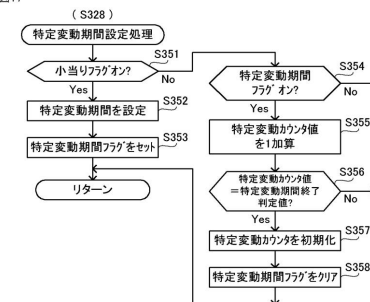 (S328)
特定変動期間設定処理
S351
小当りフラグオン?
No
Yes
S352
特定変動期間を設定
S353
特定変動期間フラグをセット
リターン
S354
特定変動期間
フラグオン?
No
Yes
S355
特定変動カウンタ値
を1加算
S356
特定変動カウンタ値
=特定変動期間終了
判定値?
No
Yes
S357
特定変動カウンタを初期化
S358
特定変動期間フラグをクリア